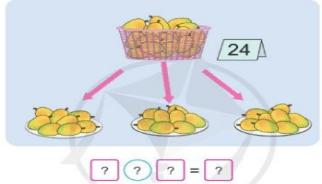 24
? ? ? = ?